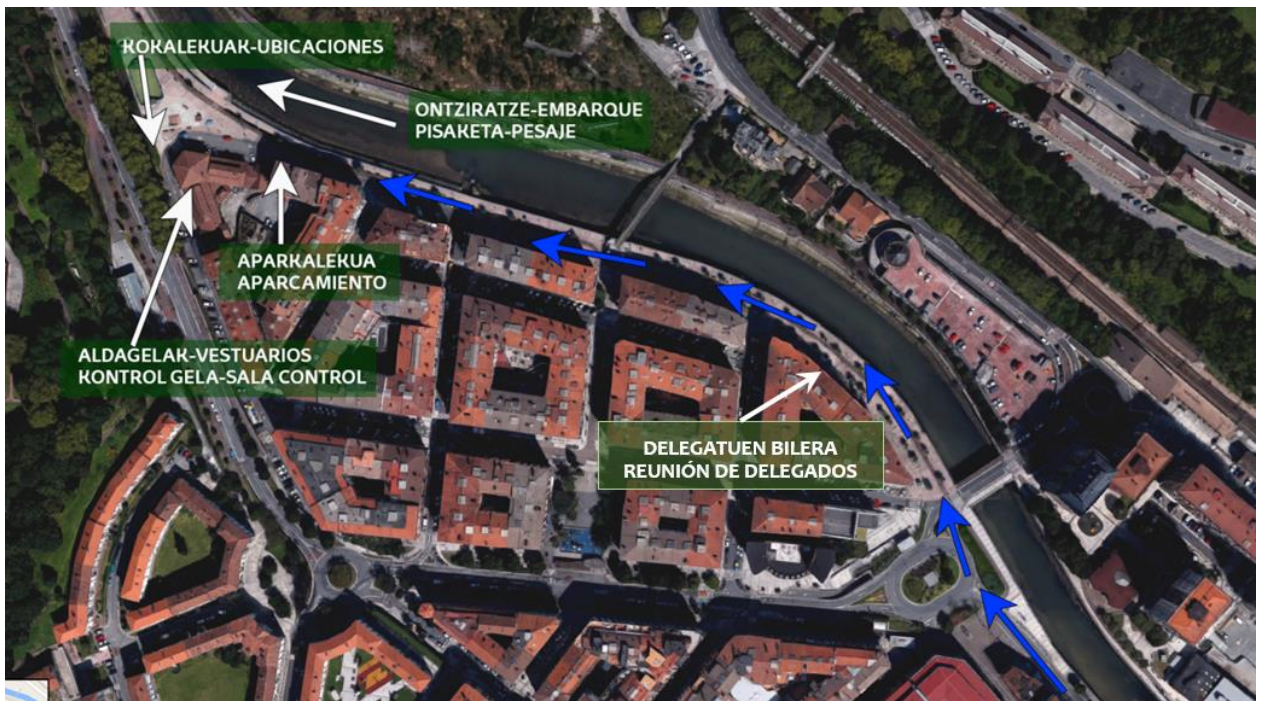 KOKALEKUAK-UBICACIONES
ONTZIRATZE-EMBARQUE
PISAKETA-PESAJE
APARKALEKUA
APARCAMIENTO
ALDAGELAK-VESTUARIOS
KONTROL GELA-SALA CONTROL
DELEGATUEN BILERA
REUNIÓN DE DELEGADOS